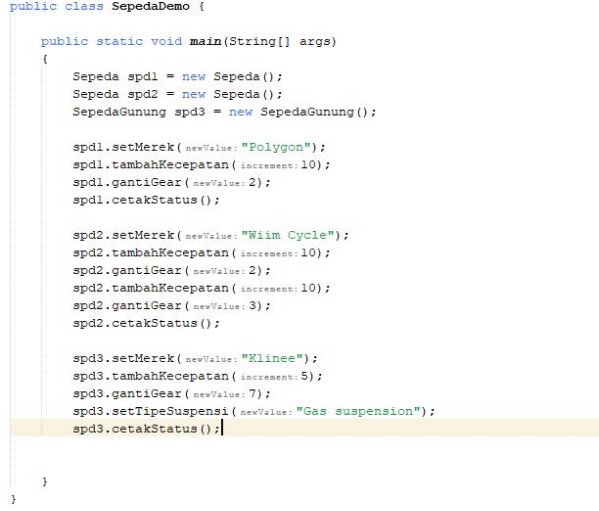 public class SepedaDemo {
public static void main(String[] args)
{
Sepeda spd1 = new Sepeda();
Sepeda spd2 = new Sepeda();
SepedaGunung spd3 = new SepedaGunung();
spd1.setMerek( newValue: "Polygon");
spd1.tambahKecepatan( increment: 10);
spd1.gantiGear( newValue: 2);
spd1.cetakStatus();
spd2.setMerek( newValue: "Wiim Cycle");
spd2.tambahKecepatan( increment: 10);
spd2.gantiGear( newValue: 2);
spd2.tambahKecepatan( increment: 10);
spd2.gantiGear( newValue: 3);
spd2.cetakStatus();
spd3.setMerek( newValue: "Klinee");
spd3.tambahKecepatan( increment: 5);
spd3.gantiGear( newValue: 7);
spd3.setTipeSuspensi( newValue: "Gas suspension");
spd3.cetakStatus();
}
}